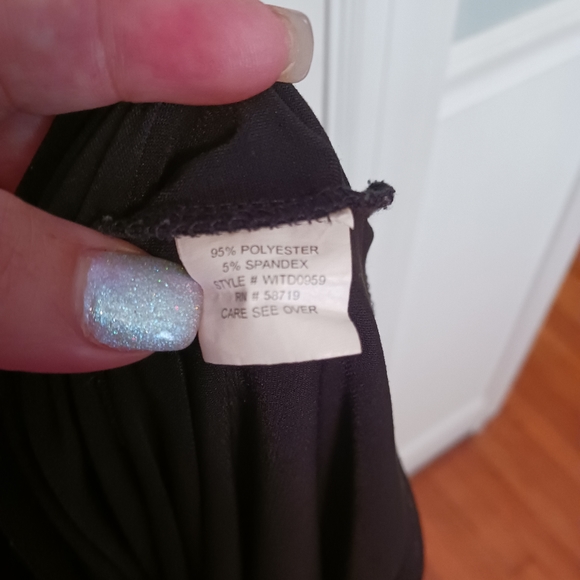 95% POLYESTER
5% SPANDEX
STYLE # WITD0959
RN # 58719
CARE SEE OVER